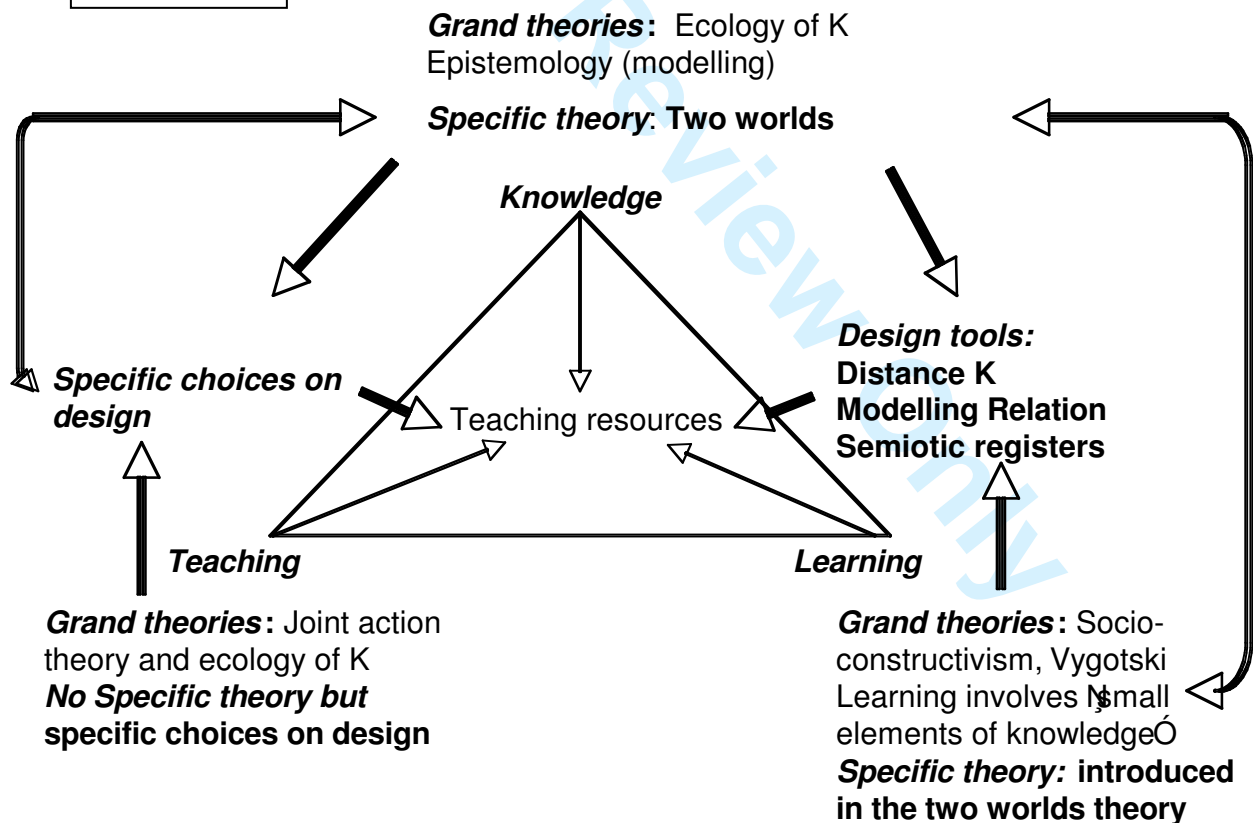 Grand theories: Ecology of K
Epistemology (modelling)
Specific theory: Two worlds
Knowledge
Design tools:
Distance K
Modelling Relation
Semiotic registers
Specific choices on
design
Teaching resources
Teaching
Learning
Grand theories: Joint action
theory and ecology of K
No Specific theory but
specific choices on design
Grand theories: Socio-
constructivism, Vygotski
Learning involves small
elements of knowledgeÓ
Specific theory: introduced
in the two worlds theory
Review Only